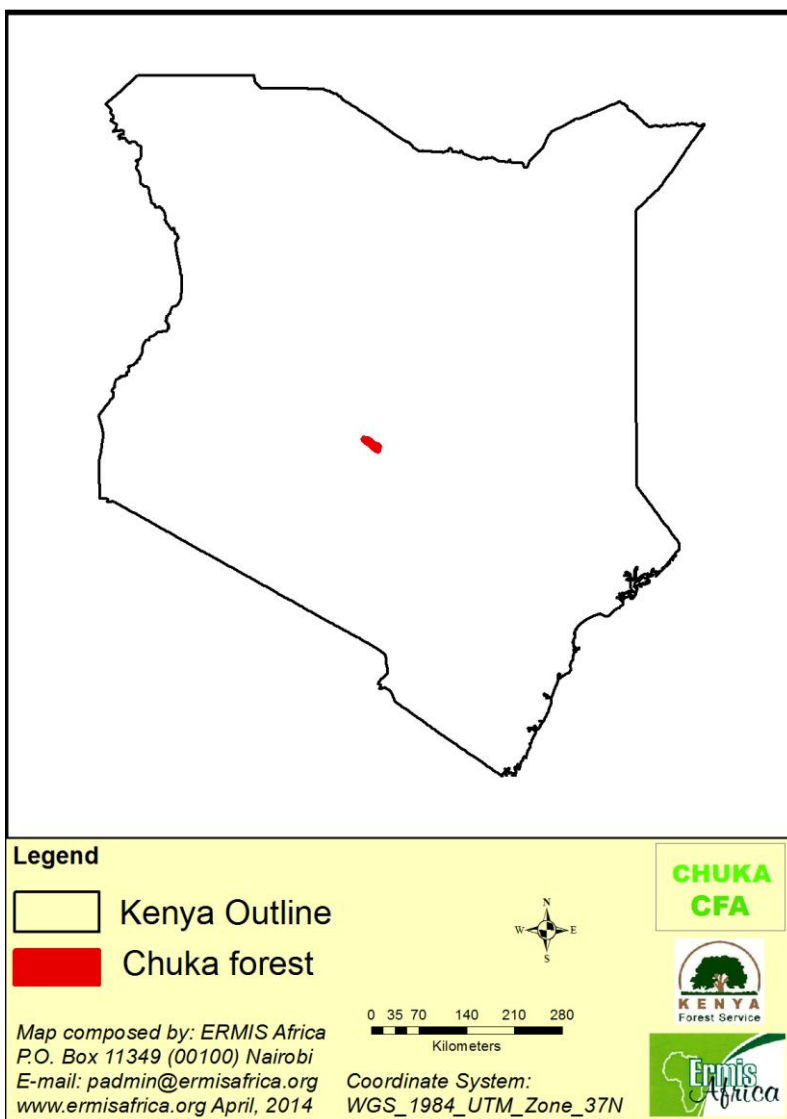 Legend
Kenya Outline
Chuka forest
Map composed by: ERMIS Africa
P.O. Box 11349 (00100) Nairobi
E-mail: padmin@ermisafrica.org
www.ermisafrica.org April, 2014
N
W E
S
0 35 70 140 210 280
Kilometers
Coordinate System:
WGS_1984_UTM_Zone_37N
CHUKA
CFA
KENYA
Forest Service
Ermis
Africa